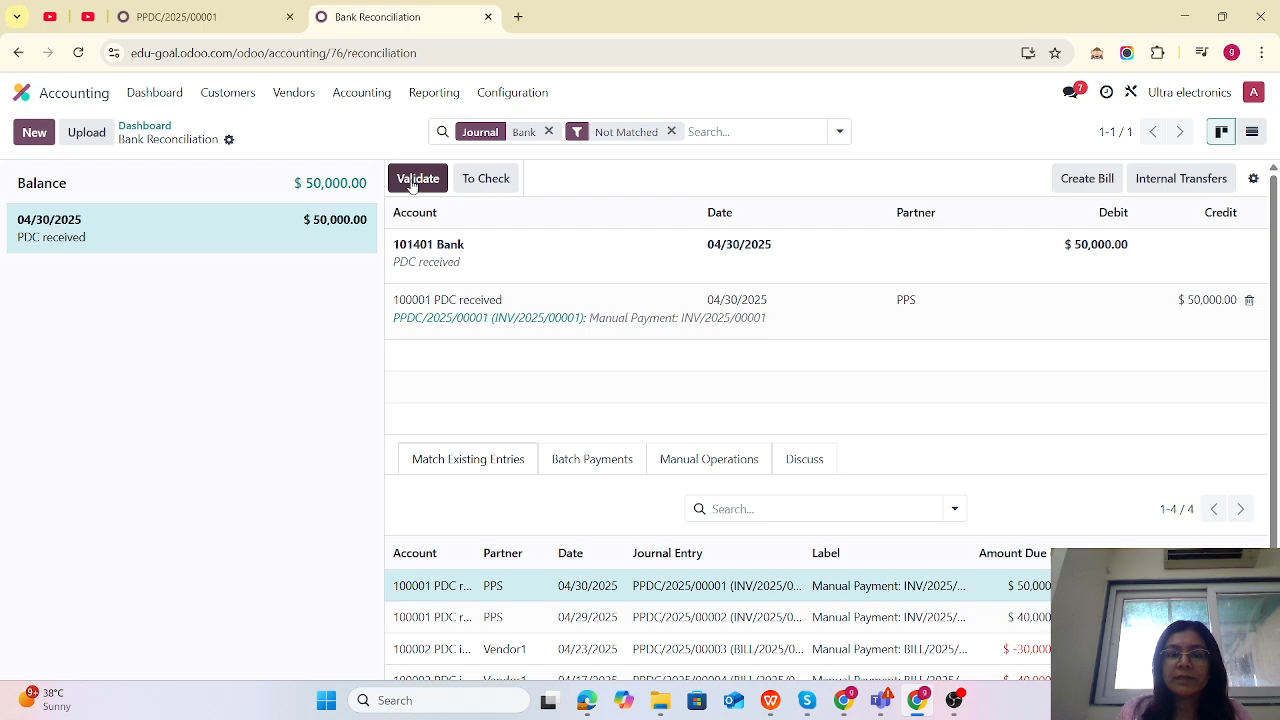 PPDC/2025/00001
Bank Reconciliation
edu-goal.odoo.com/odoo/accounting/76/reconciliation
g
Accounting
Dashboard
Customers
Vendors
Accounting
Reporting
Configuration
7
Ultra electronics
A
New
Upload
Dashboard
Bank Reconciliation
Journal
Bank
Not Matched
Search...
1-1 / 1
Balance
$ 50,000.00
04/30/2025
$ 50,000.00
PDC received
Validate
To Check
Create Bill
Internal Transfers
Account
Date
Partner
Debit
Credit
101401 Bank
04/30/2025
$ 50,000.00
PDC received
100001 PDC received
04/30/2025
PPS
$ 50,000.00
PPDC/2025/00001 (INV/2025/00001): Manual Payment: INV/2025/00001
Match Existing Entries
Batch Payments
Manual Operations
Discuss
Search...
1-4 / 4
Account
Partner
Date
Journal Entry
Label
Amount Due
100001 PDC r...
PPS
04/30/2025
PPDC/2025/00001 (INV/2025/0...
Manual Payment: INV/2025/...
$ 50,000
100001 PDC r...
PPS
04/29/2025
PPDC/2025/00002 (INV/2025/0...
Manual Payment: INV/2025/...
$ 40,000
100002 PDC i...
Vendor1
04/23/2025
PPDC/2025/00003 (BILL/2025/0...
Manual Payment: BILL/2025/...
$ -30,000
9+
38°C
Sunny
Search